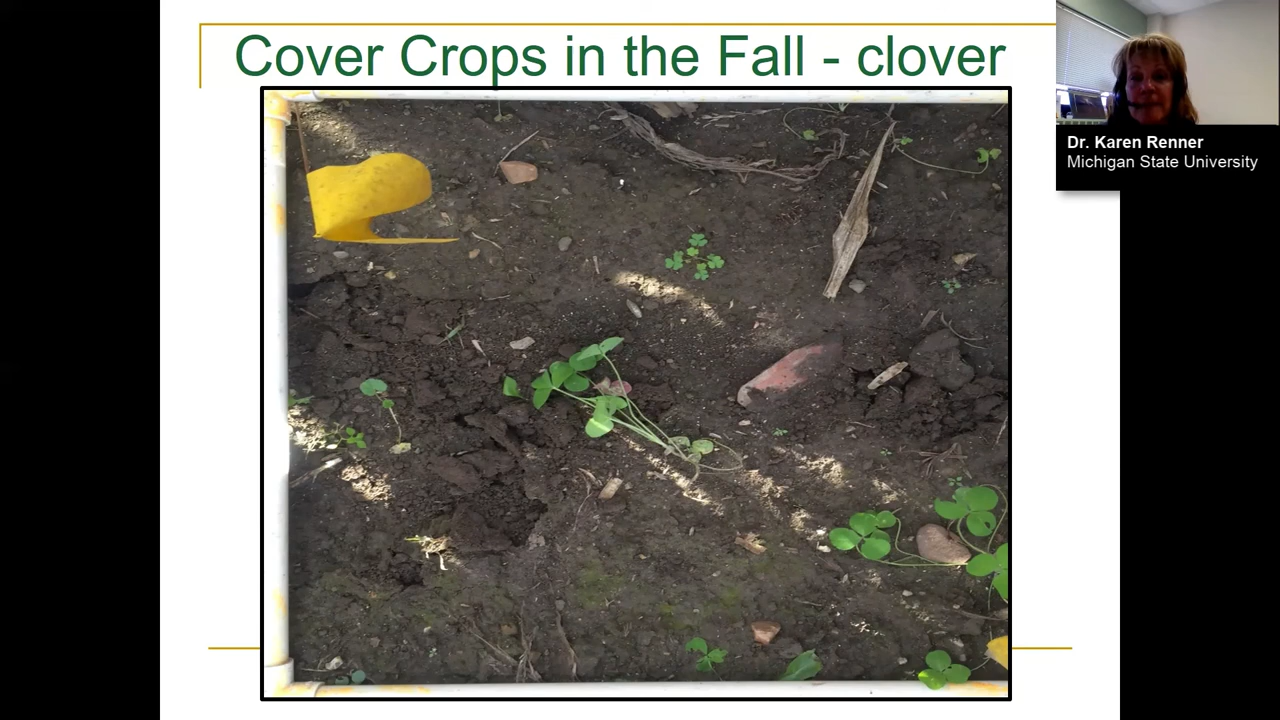 Cover Crops in the Fall - clover
Dr. Karen Renner
Michigan State University